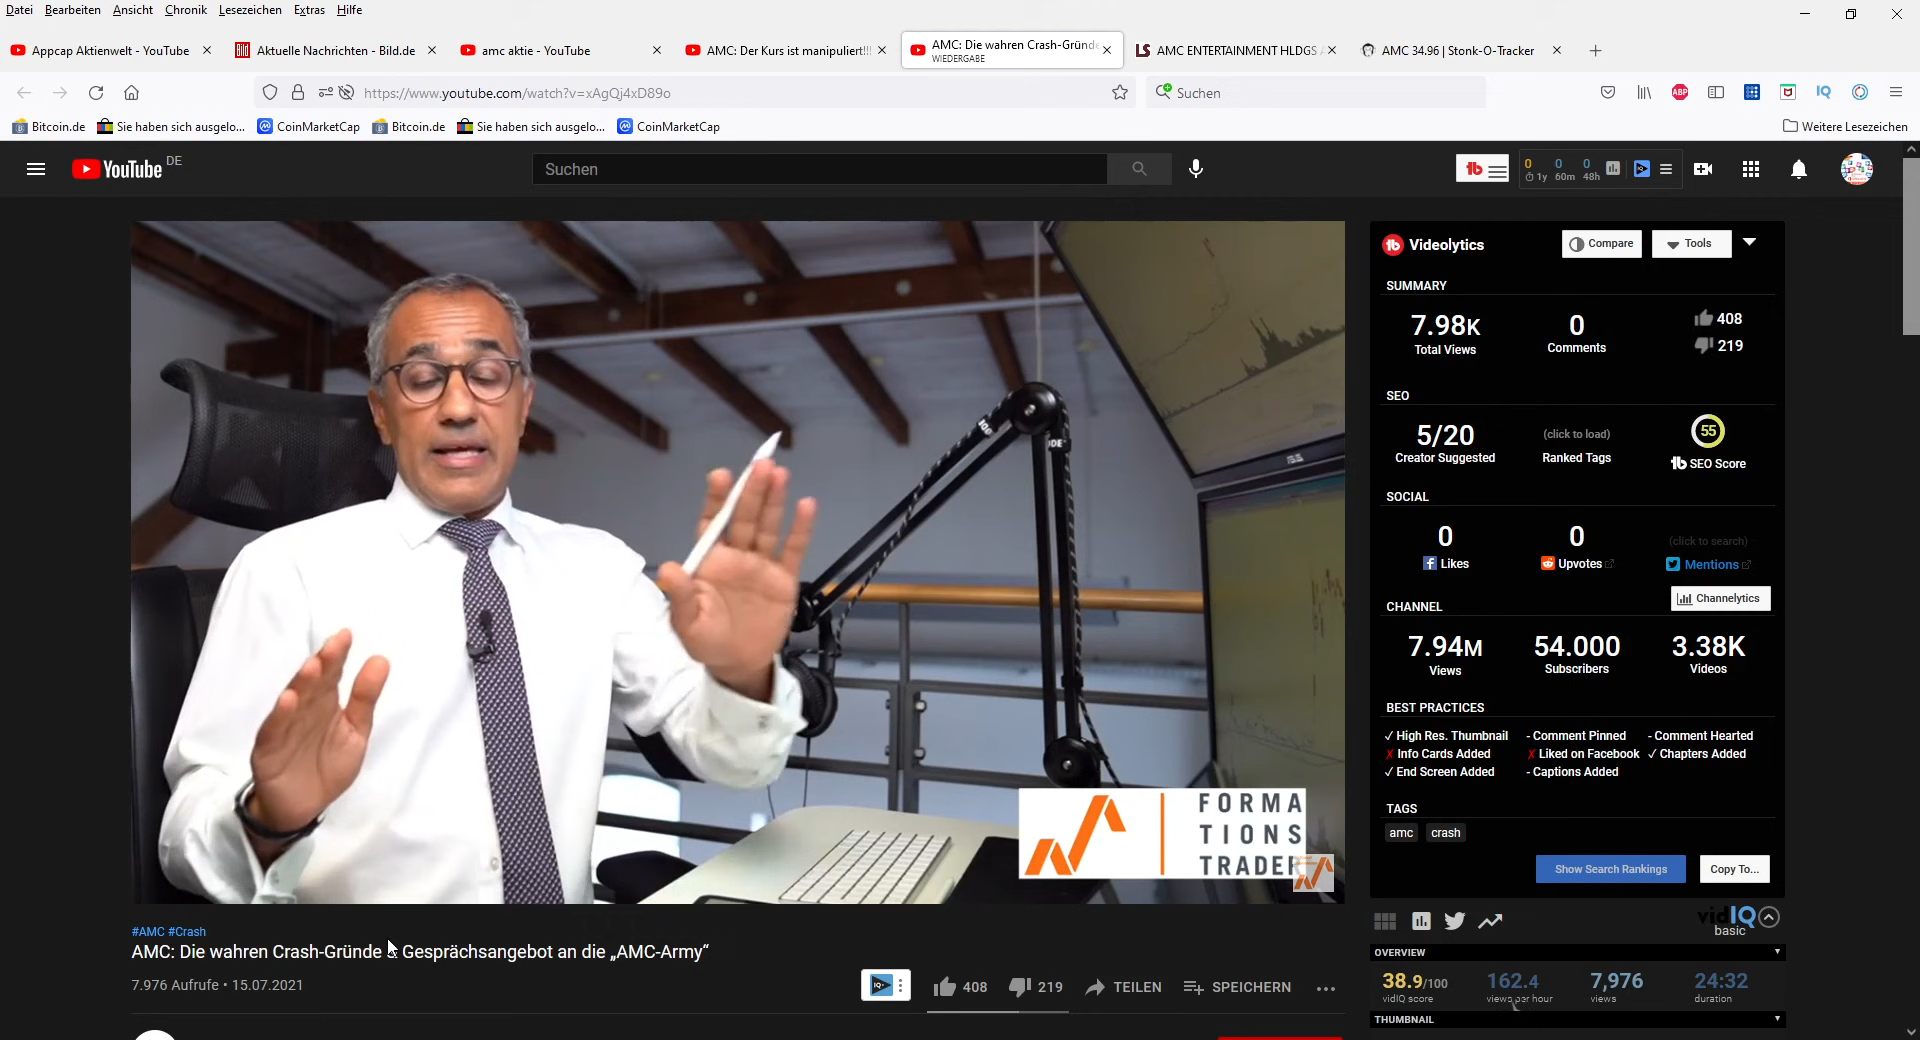 Datei Bearbeiten Ansicht Chronik Lesezeichen Extras Hilfe
Appcap Aktienwelt - YouTube
Aktuelle Nachrichten - Bild.de
amc aktie - YouTube
AMC: Der Kurs ist manipuliert!!!
AMC: Die wahren Crash-Gründe
WIEDERGABE
AMC ENTERTAINMENT HLDGS
AMC 34.96 | Stonk-O-Tracker
https://www.youtube.com/watch?v=xAgQj4xD89o
Suchen
ABP
IQ
Bitcoin.de
Sie haben sich ausgelo...
CoinMarketCap
Bitcoin.de
Sie haben sich ausgelo...
CoinMarketCap
Weitere Lesezeichen
YouTube DE
Suchen
0 0 0
1y 60m 48h
Videolytics
Compare
Tools
SUMMARY
7.98K
Total Views
0
Comments
408
219
SEO
5/20
Creator Suggested
(click to load)
Ranked Tags
55
SEO Score
SOCIAL
0
Likes
0
Upvotes
(click to search)
Mentions
Channelytics
CHANNEL
7.94M
Views
54.000
Subscribers
3.38K
Videos
BEST PRACTICES
✓ High Res. Thumbnail - Comment Pinned - Comment Hearted
✗ Info Cards Added ✗ Liked on Facebook ✓ Chapters Added
✓ End Screen Added - Captions Added
TAGS
amc crash
Show Search Rankings
Copy To...
FORMA
TIONS
TRADER
#AMC #Crash
AMC: Die wahren Crash-Gründe & Gesprächsangebot an die „AMC-Army“
7.976 Aufrufe • 15.07.2021
408
219
TEILEN
SPEICHERN
vidIQ
basic
OVERVIEW
38.9/100
vidIQ score
162.4
views per hour
7,976
views
24:32
duration
THUMBNAIL